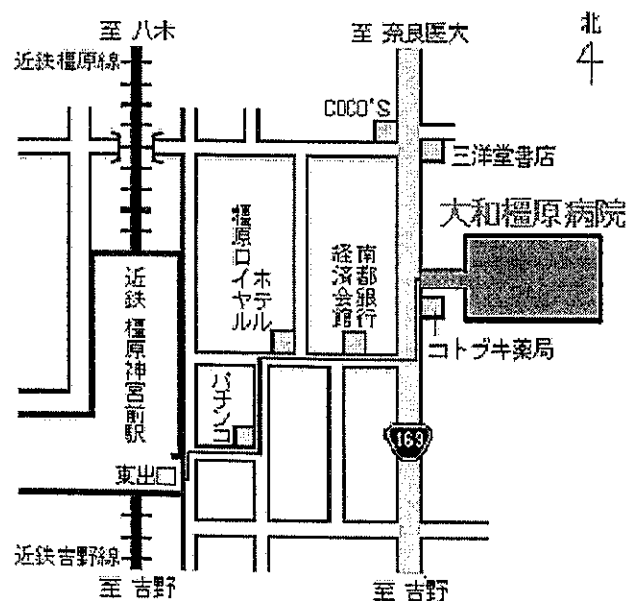 至 八木
至 奈良医大
北
近鉄橿原線
COCO'S
三洋堂書店
大和橿原病院
橿原ロイヤル
ホテル
南都銀行
経済会館
近鉄 橿原神宮前駅
コトブキ薬局
パチンコ
169
東出口
近鉄吉野線
至 吉野
至 吉野